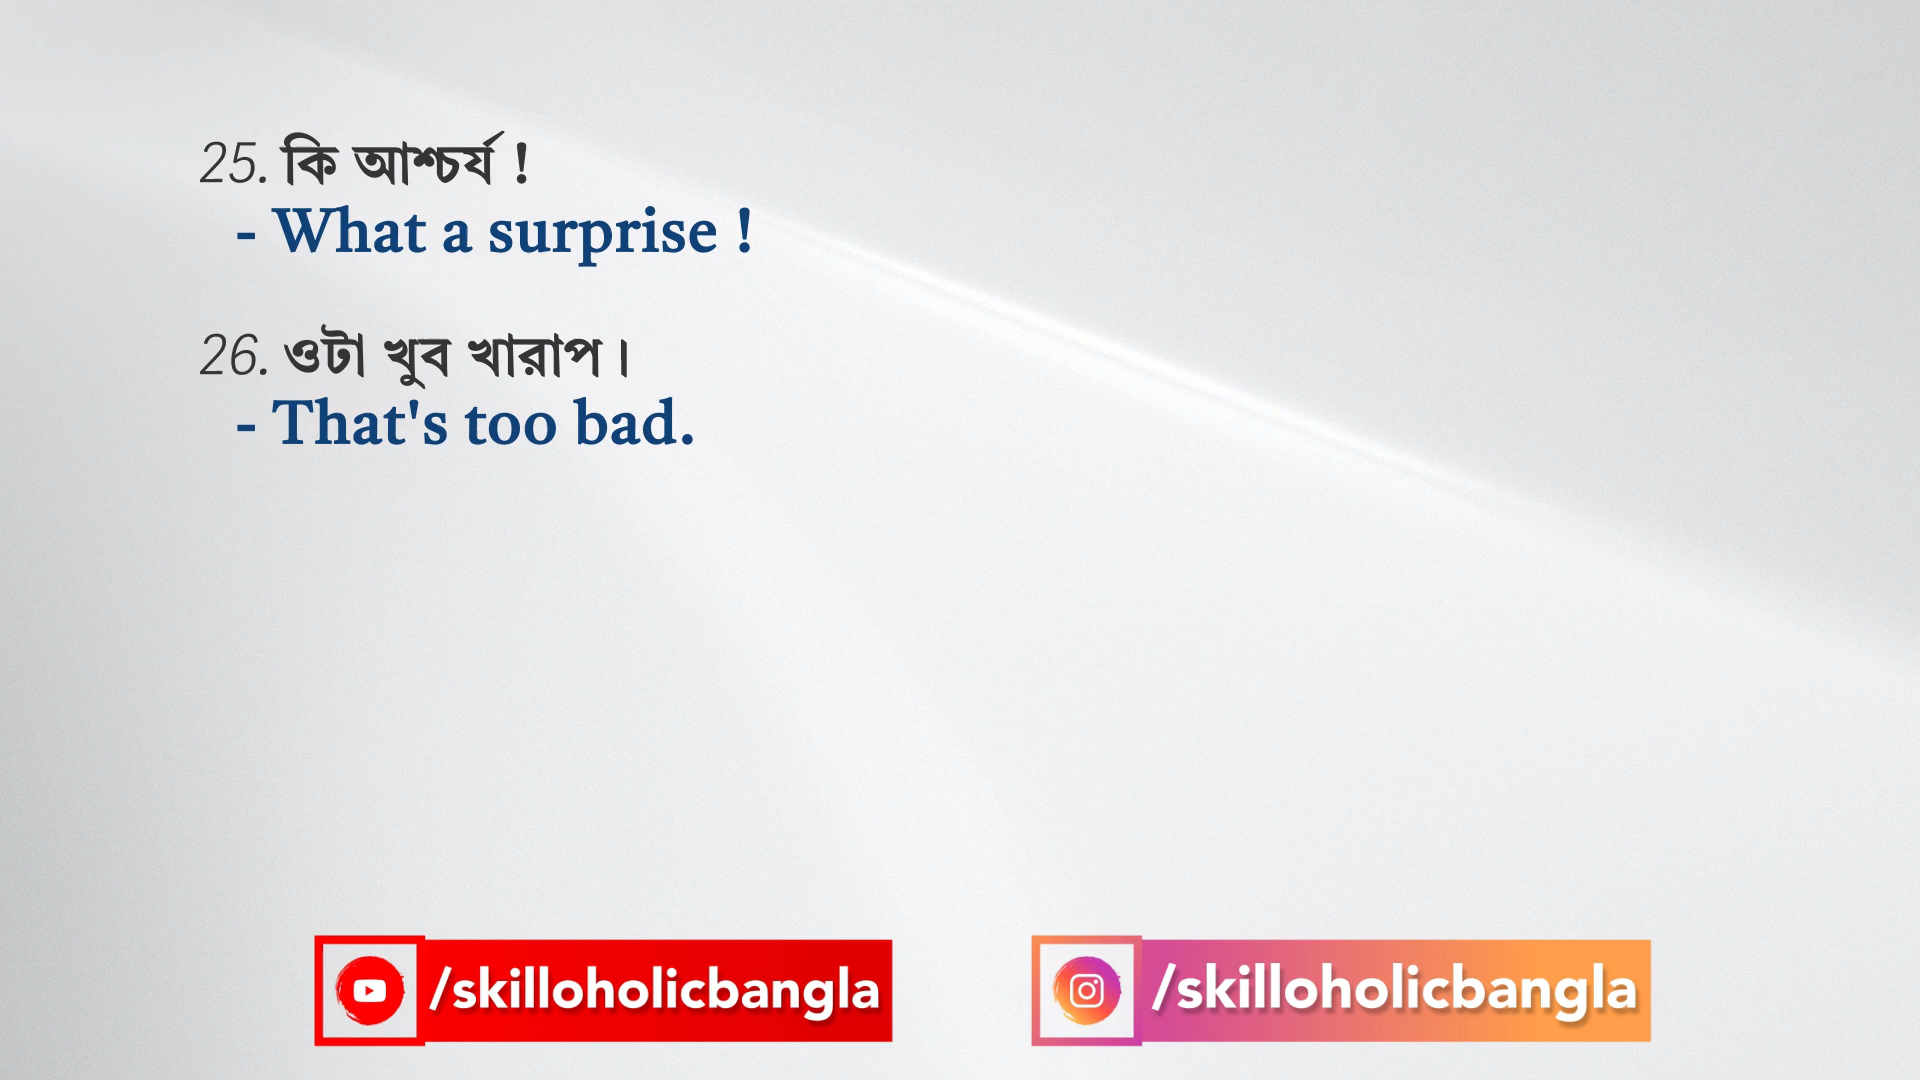 25. কি আশ্চর্য !
- What a surprise !
26. ওটা খুব খারাপ।
- That's too bad.
/skilloholicbangla
/skilloholicbangla